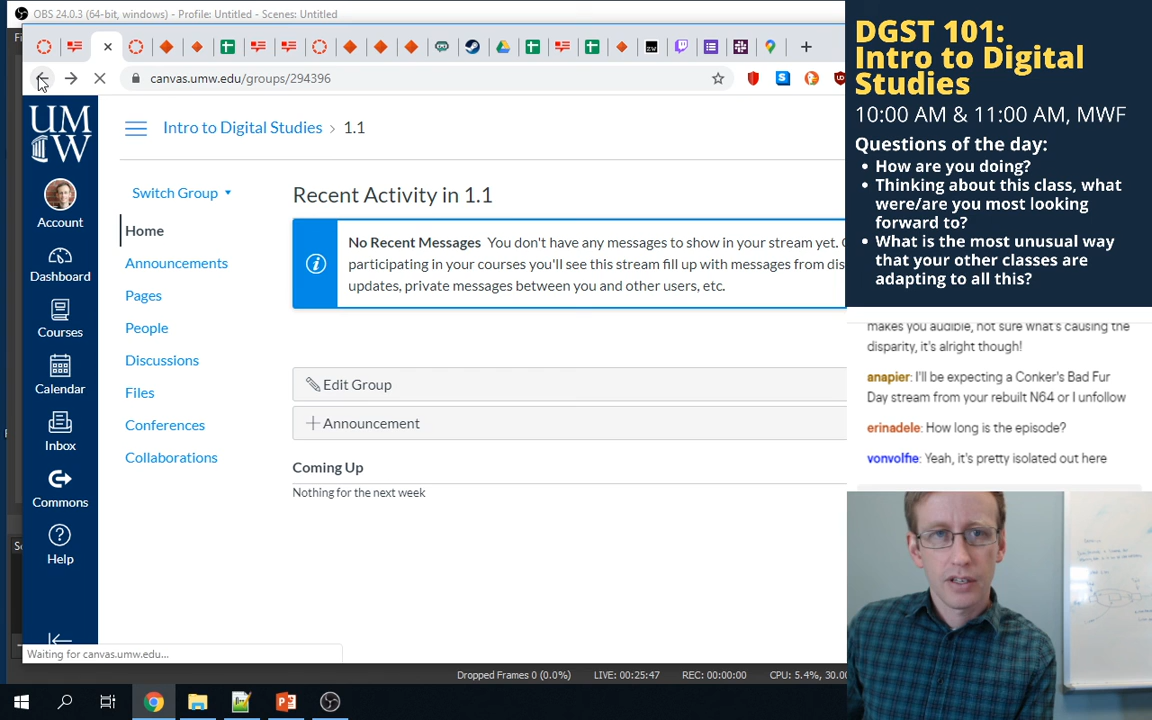 OBS 24.0.3 (64-bit, windows) - Profile: Untitled - Scenes: Untitled
canvas.umw.edu/groups/294396
UMW
Account
Dashboard
Courses
Calendar
Inbox
Commons
Help
Intro to Digital Studies › 1.1
Switch Group
Home
Announcements
Pages
People
Discussions
Files
Conferences
Collaborations
Recent Activity in 1.1
No Recent Messages You don't have any messages to show in your stream yet.
participating in your courses you'll see this stream fill up with messages from dis
updates, private messages between you and other users, etc.
Edit Group
Announcement
Coming Up
Nothing for the next week
Waiting for canvas.umw.edu...
Dropped Frames 0 (0.0%) LIVE: 00:25:47 REC: 00:00:00 CPU: 5.4%, 30.00
DGST 101:
Intro to Digital
Studies
10:00 AM & 11:00 AM, MWF
Questions of the day:
• How are you doing?
• Thinking about this class, what
were/are you most looking
forward to?
• What is the most unusual way
that your other classes are
adapting to all this?
makes you audible, not sure what's causing the
disparity, it's alright though!
anapier: I'll be expecting a Conker's Bad Fur
Day stream from your rebuilt N64 or I unfollow
erinadele: How long is the episode?
vonvolfie: Yeah, it's pretty isolated out here